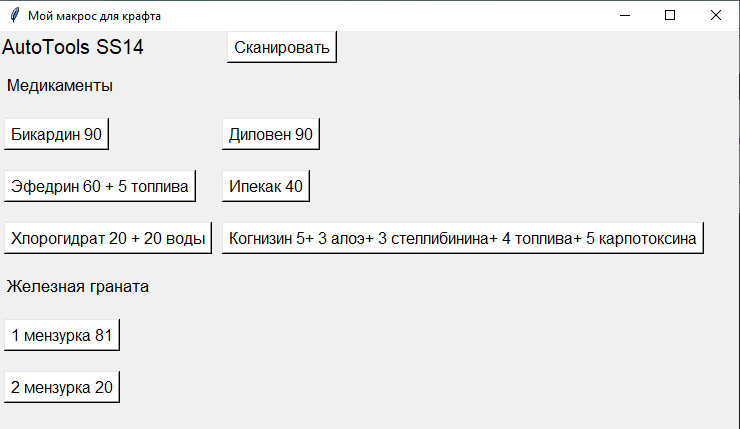 Мой макрос для крафта
AutoTools SS14 Сканировать
Медикаменты
Бикардин 90 Диловен 90
Эфедрин 60 + 5 топлива Ипекак 40
Хлорогидрат 20 + 20 воды Когнизин 5+ 3 алоэ+ 3 стеллибинина+ 4 топлива+ 5 карпотоксина
Железная граната
1 мензурка 81
2 мензурка 20